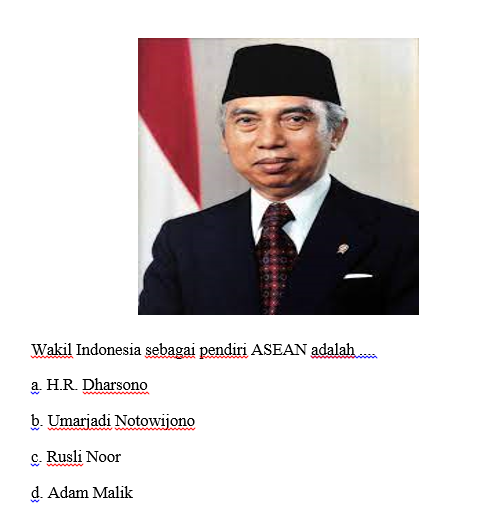 Wakil Indonesia sebagai pendiri ASEAN adalah ....
a. H.R. Dharsono
b. Umarjadi Notowijono
c. Rusli Noor
d. Adam Malik